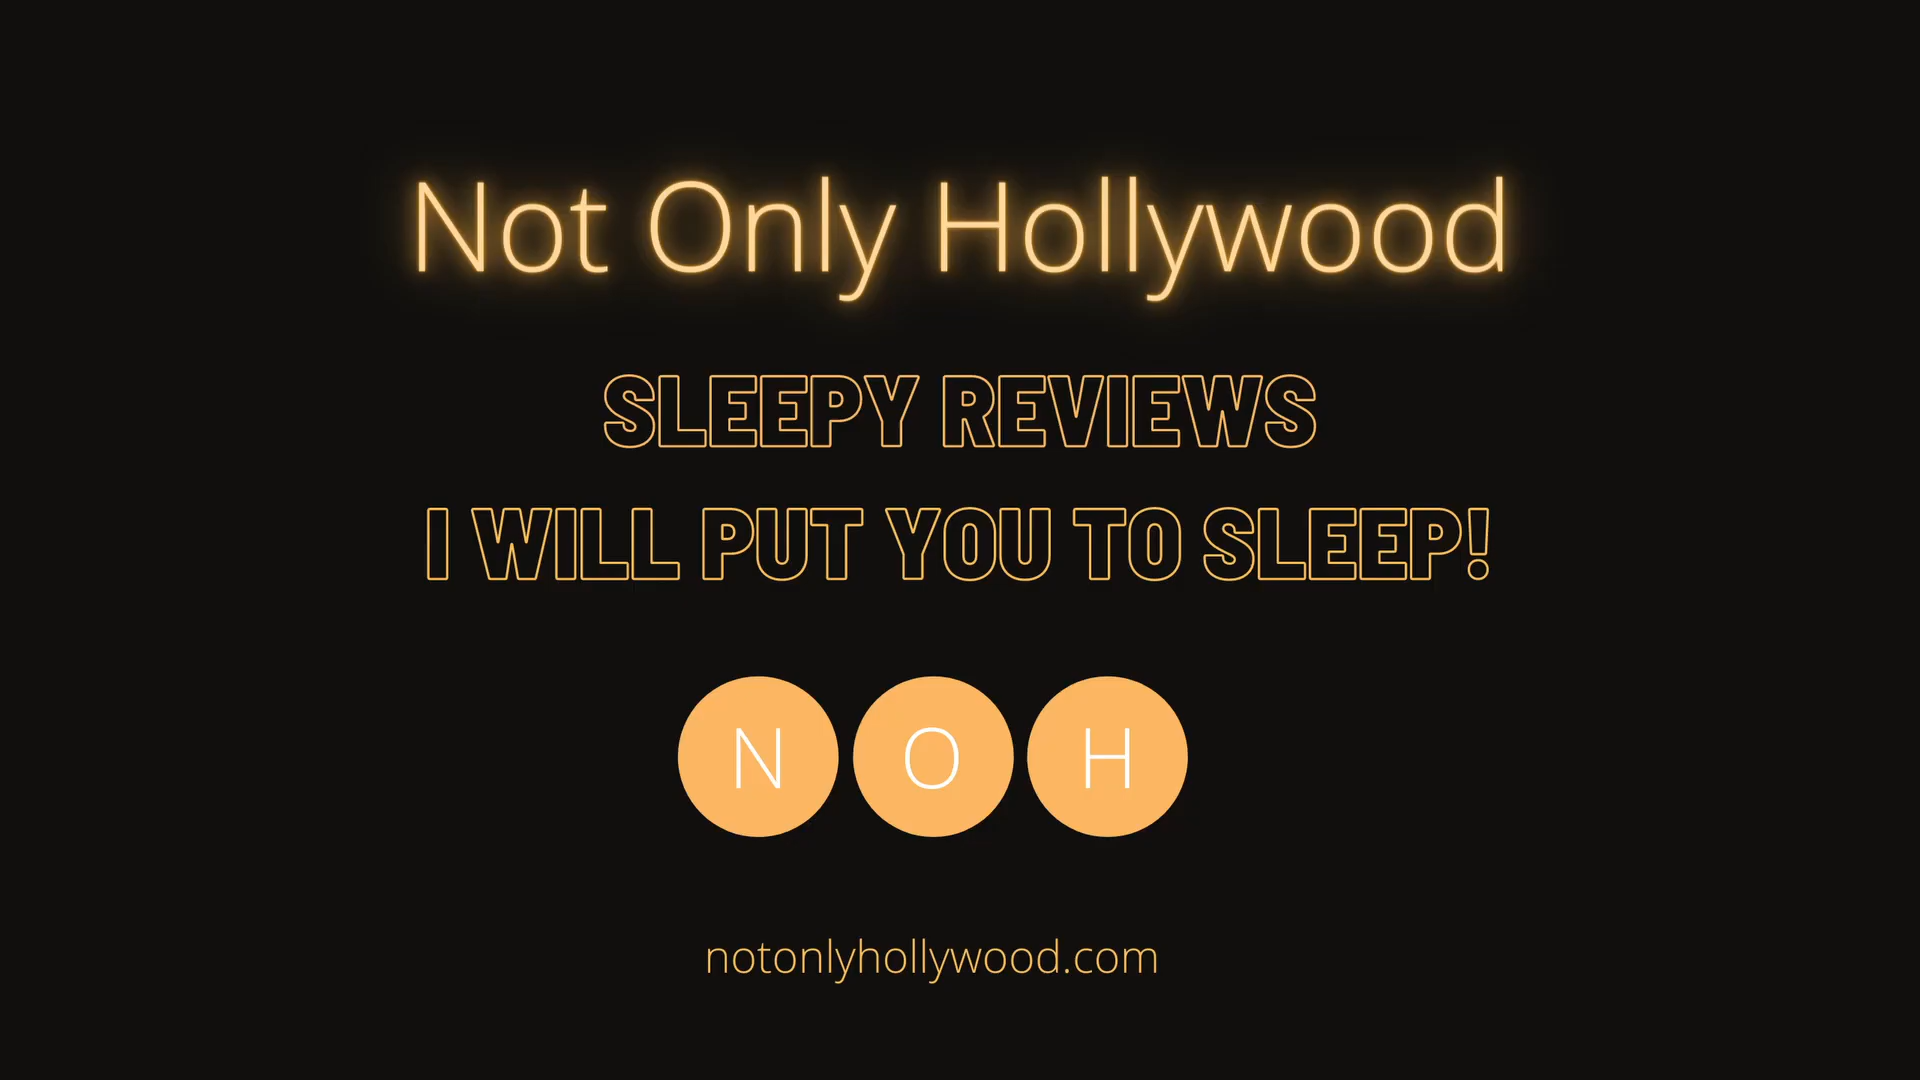 Not Only Hollywood
SLEEPY REVIEWS
I WILL PUT YOU TO SLEEP!
N O H
notonlyhollywood.com